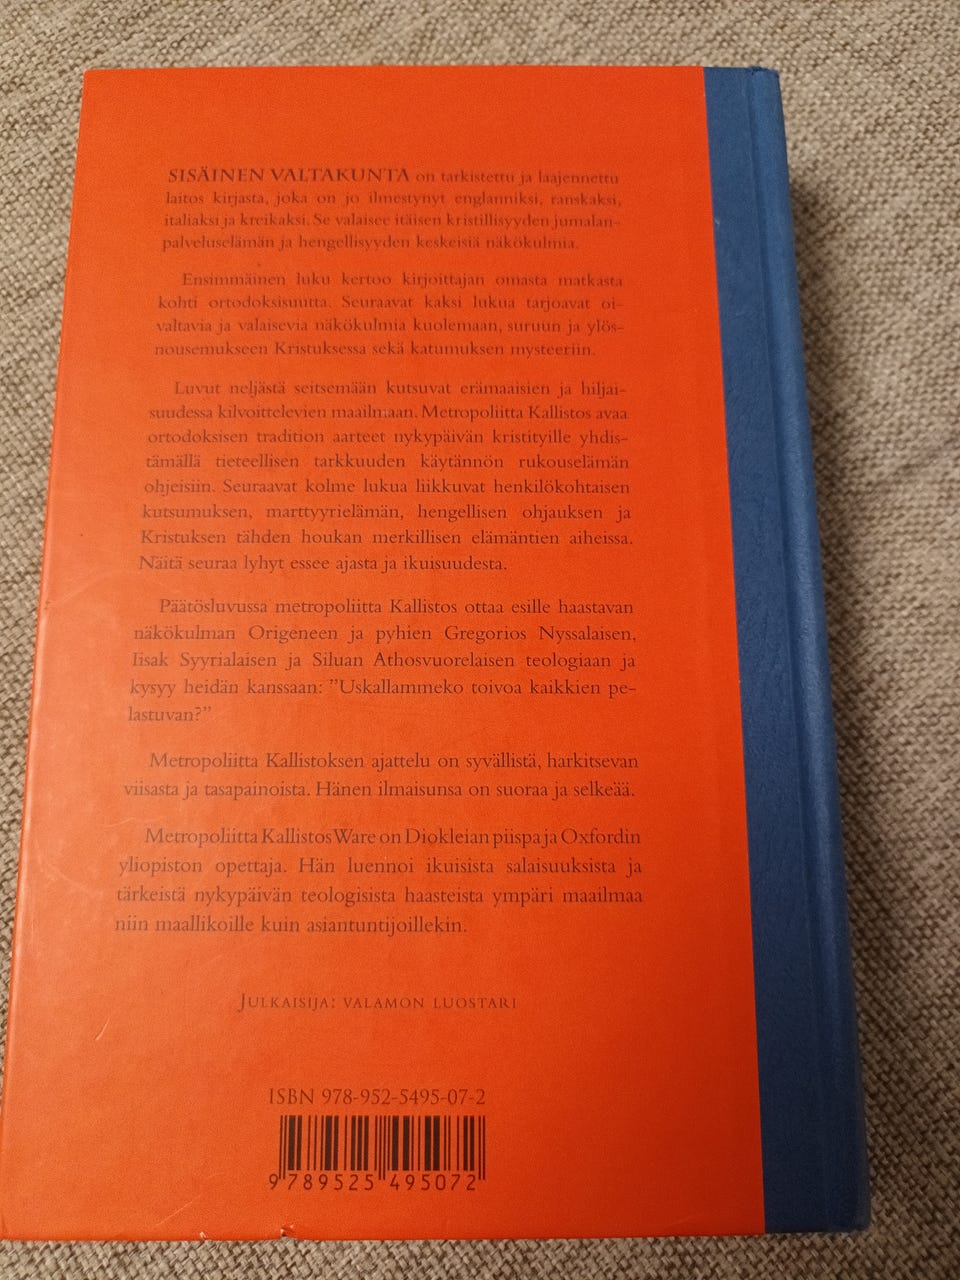 SISÄINEN VALTAKUNTA on tarkistettu ja laajennettu
laitos kirjasta, joka on jo ilmestynyt englanniksi, ranskaksi,
italiaksi ja kreikaksi. Se valaisee itäisen kristillisyyden jumalan-
palveluselämän ja hengellisyyden keskeisiä näkökulmia.
Ensimmäinen luku kertoo kirjoittajan omasta matkasta
kohti ortodoksisuutta. Seuraavat kaksi lukua tarjoavat oi-
valtavia ja valaisevia näkökulmia kuolemaan, suruun ja ylös-
nousemukseen Kristuksessa sekä katumuksen mysteeriin.
Luvut neljästä seitsemään kutsuvat erämaaisien ja hiljai-
suudessa kilvoittelevien maailmaan. Metropoliitta Kallistos avaa
ortodoksisen tradition aarteet nykypäivän kristityille yhdis-
tämällä tieteellisen tarkkuuden käytännön rukouselämän
ohjeisiin. Seuraavat kolme lukua liikkuvat henkilökohtaisen
kutsumuksen, marttyyrielämän, hengellisen ohjauksen ja
Kristuksen tähden houkan merkillisen elämäntien aiheissa.
Näitä seuraa lyhyt essee ajasta ja ikuisuudesta.
Päätösluvussa metropoliitta Kallistos ottaa esille haastavan
näkökulman Origeneen ja pyhien Gregorios Nyssalaisen,
Iisak Syyrialaisen ja Siluan Athosvuorelaisen teologiaan ja
kysyy heidän kanssaan: ”Uskallammeko toivoa kaikkien pe-
lastuvan?”
Metropoliitta Kallistoksen ajattelu on syvällistä, harkitsevan
viisasta ja tasapainoista. Hänen ilmaisunsa on suoraa ja selkeää.
Metropoliitta Kallistos Ware on Diokleian piispa ja Oxfordin
yliopiston opettaja. Hän luennoi ikuisista salaisuuksista ja
tärkeistä nykypäivän teologisista haasteista ympäri maailmaa
niin maallikoille kuin asiantuntijoillekin.
JULKAISIJA: VALAMON LUOSTARI
ISBN 978-952-5495-07-2
9 789525 495072